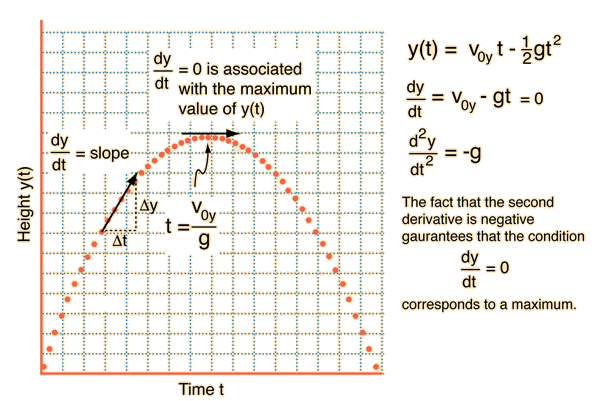 dy/dt = 0 is associated
with the maximum
value of y(t)
dy/dt = slope
Δy
Δt
t = v₀y/g
Height y(t)
Time t
y(t) = v₀y t - ½gt²
dy/dt = v₀y - gt = 0
d²y/dt² = -g
The fact that the second
derivative is negative
gaurantees that the condition
dy/dt = 0
corresponds to a maximum.